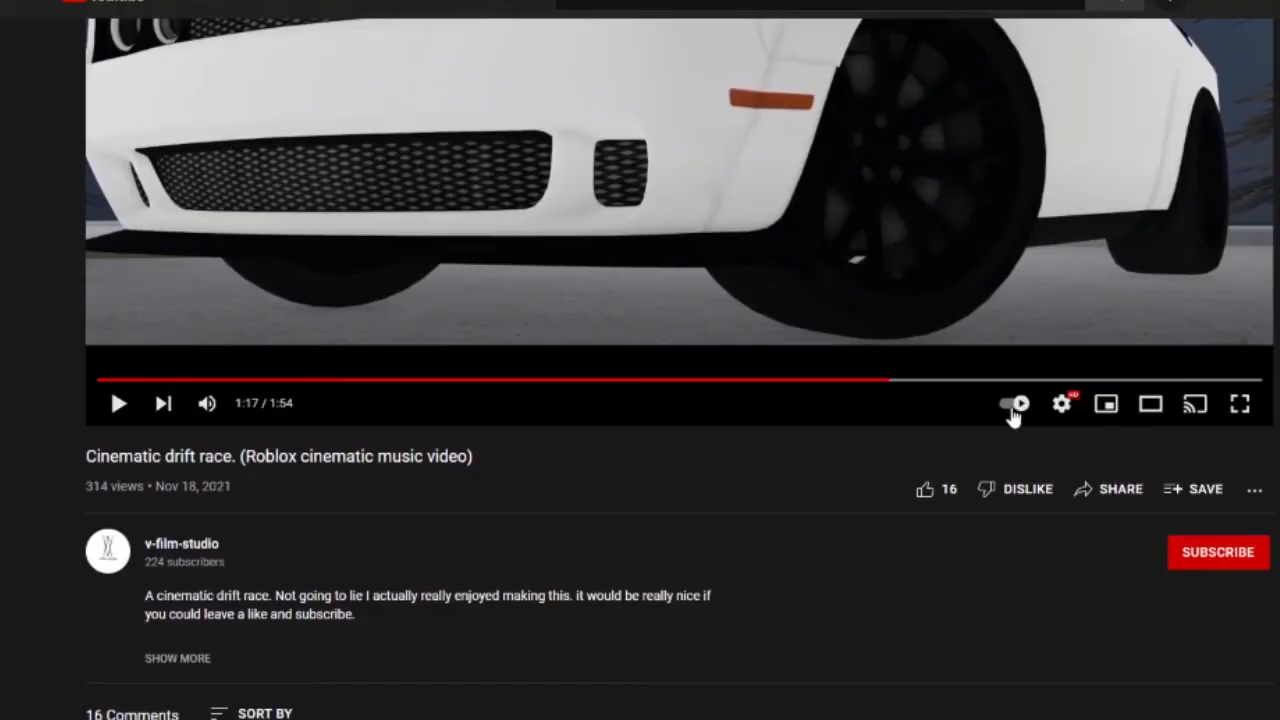 1:17 / 1:54
HD
Cinematic drift race. (Roblox cinematic music video)
314 views • Nov 18, 2021
16
DISLIKE
SHARE
SAVE
v-film-studio
224 subscribers
SUBSCRIBE
A cinematic drift race. Not going to lie I actually really enjoyed making this. it would be really nice if
you could leave a like and subscribe.
SHOW MORE
16 Comments
SORT BY